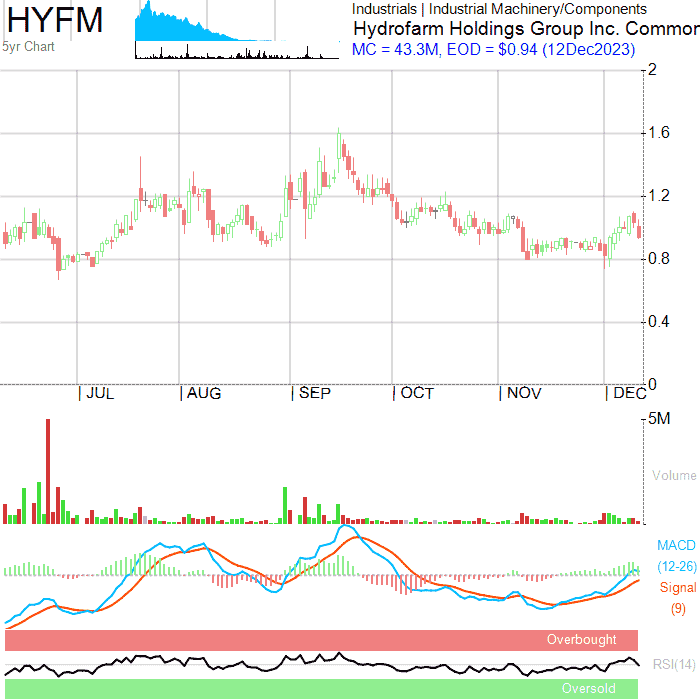 HYFM
5yr Chart
Industrials | Industrial Machinery/Components
Hydrofarm Holdings Group Inc. Common
MC = 43.3M, EOD = $0.94 (12Dec2023)
2
1.6
1.2
0.8
0.4
0
| JUL | AUG | SEP | OCT | NOV | DEC
5M
Volume
MACD
(12-26)
Signal
(9)
Overbought
RSI(14)
Oversold